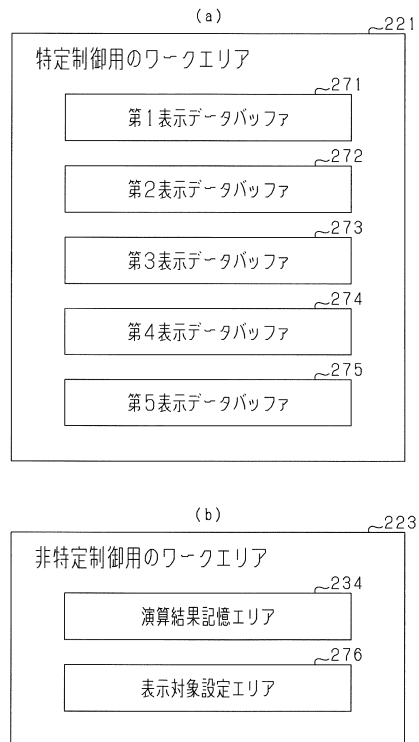 (a)
221
特定制御用のワークエリア
271
第1表示データバッファ
272
第2表示データバッファ
273
第3表示データバッファ
274
第4表示データバッファ
275
第5表示データバッファ
(b)
223
非特定制御用のワークエリア
234
演算結果記憶エリア
276
表示対象設定エリア